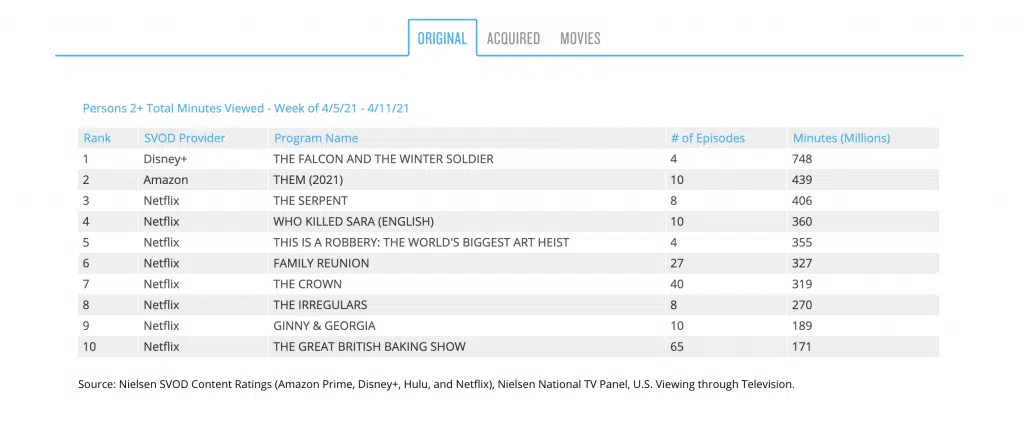 ORIGINAL ACQUIRED MOVIES
Persons 2+ Total Minutes Viewed - Week of 4/5/21 - 4/11/21
Rank SVOD Provider Program Name # of Episodes Minutes (Millions)
1 Disney+ THE FALCON AND THE WINTER SOLDIER 4 748
2 Amazon THEM (2021) 10 439
3 Netflix THE SERPENT 8 406
4 Netflix WHO KILLED SARA (ENGLISH) 10 360
5 Netflix THIS IS A ROBBERY: THE WORLD'S BIGGEST ART HEIST 4 355
6 Netflix FAMILY REUNION 27 327
7 Netflix THE CROWN 40 319
8 Netflix THE IRREGULARS 8 270
9 Netflix GINNY & GEORGIA 10 189
10 Netflix THE GREAT BRITISH BAKING SHOW 65 171
Source: Nielsen SVOD Content Ratings (Amazon Prime, Disney+, Hulu, and Netflix), Nielsen National TV Panel, U.S. Viewing through Television.